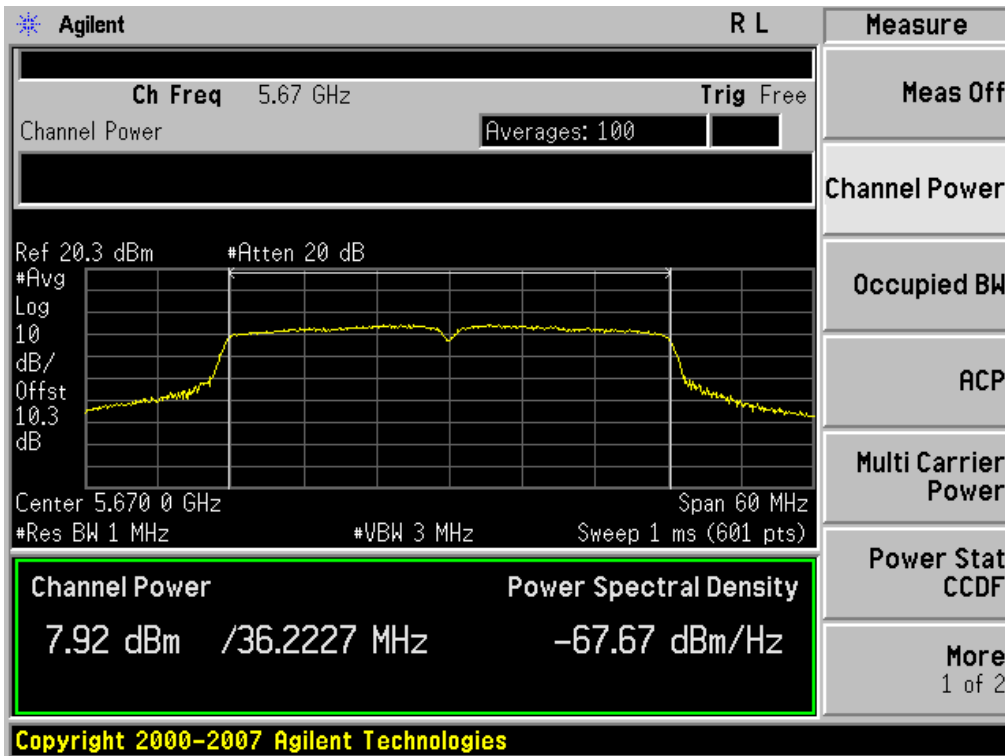 Agilent R L
Ch Freq 5.67 GHz Trig Free
Channel Power Averages: 100
Ref 20.3 dBm #Atten 20 dB
#Avg
Log
10
dB/
Offst
10.3
dB
Center 5.670 0 GHz Span 60 MHz
#Res BW 1 MHz #VBW 3 MHz Sweep 1 ms (601 pts)
Channel Power Power Spectral Density
7.92 dBm /36.2227 MHz -67.67 dBm/Hz
Copyright 2000-2007 Agilent Technologies
Measure
Meas Off
Channel Power
Occupied BW
ACP
Multi Carrier
Power
Power Stat
CCDF
More
1 of 2